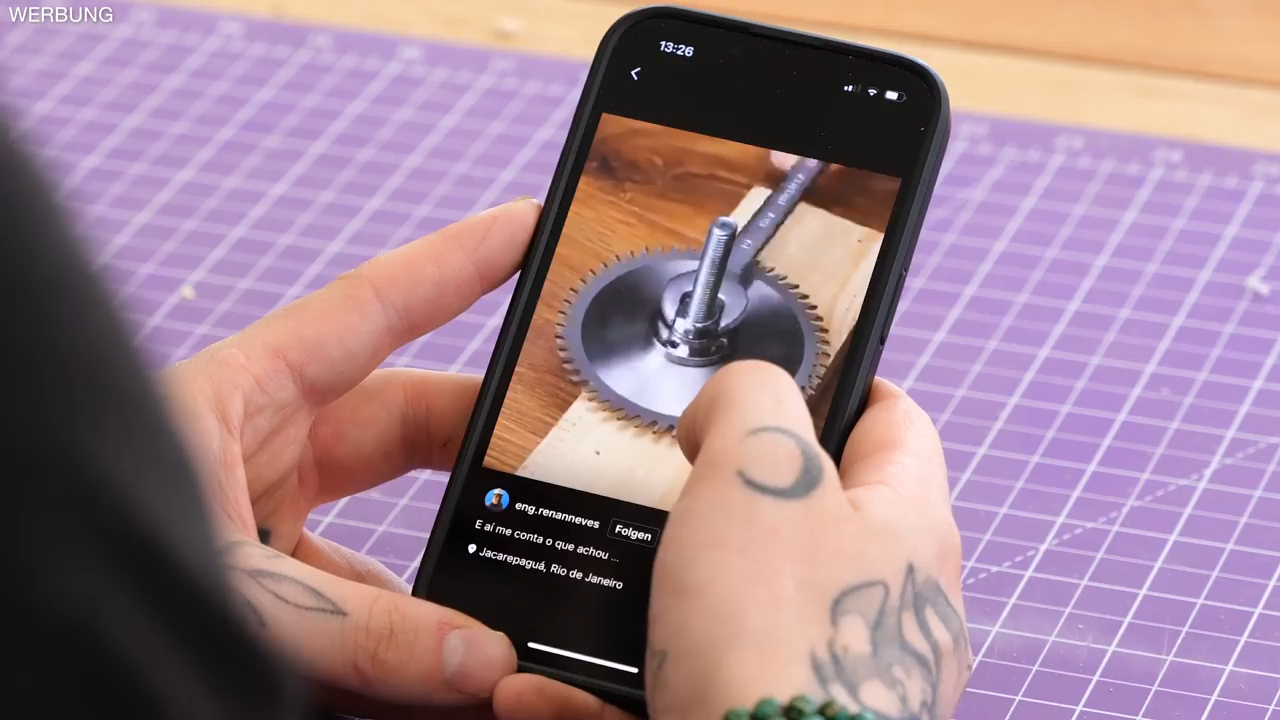 WERBUNG
13:26
eng.renanneves
Folgen
E aí me conta o que achou ...
Jacarepaguá, Rio de Janeiro